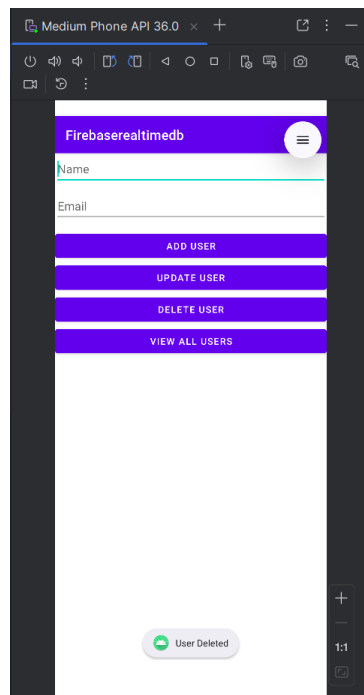 Medium Phone API 36.0
Firebaserealtimedb
Name
Email
ADD USER
UPDATE USER
DELETE USER
VIEW ALL USERS
User Deleted
1:1